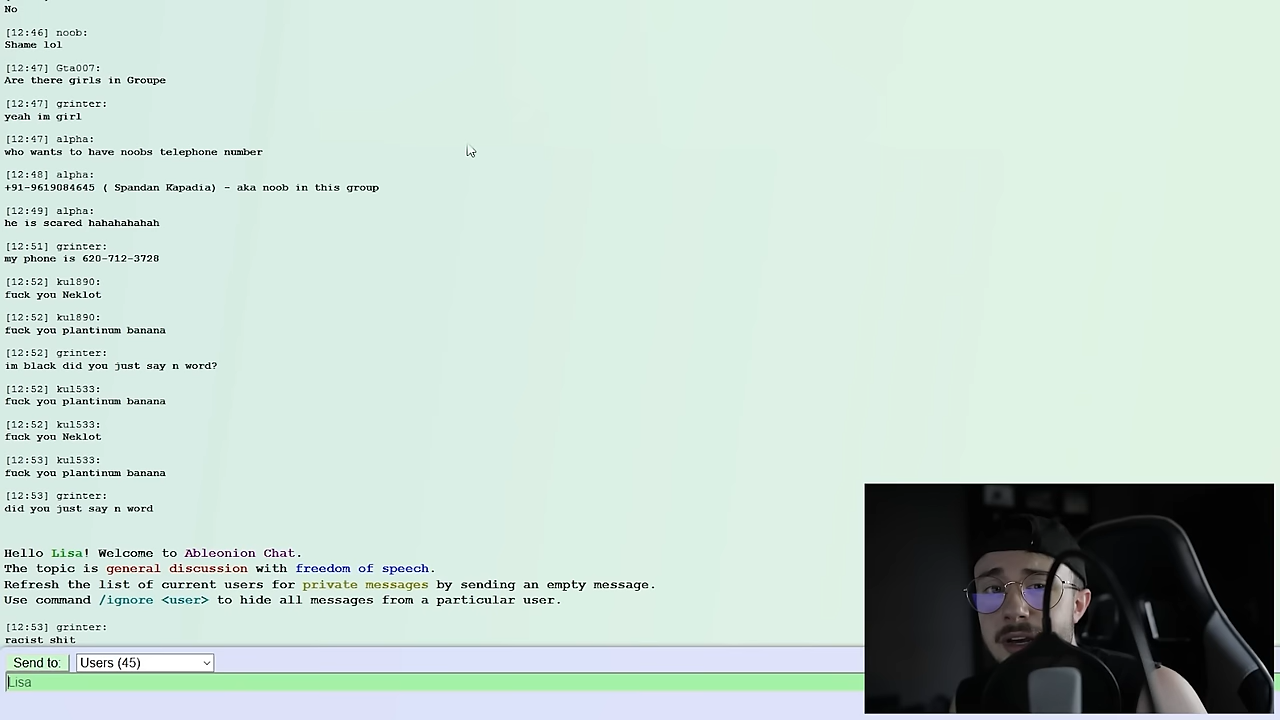 No
[12:46] noob:
Shame lol
[12:47] Gta007:
Are there girls in Groupe
[12:47] grinter:
yeah im girl
[12:47] alpha:
who wants to have noobs telephone number
[12:48] alpha:
+91-9619084645 ( Spandan Kapadia) - aka noob in this group
[12:49] alpha:
he is scared hahahahahah
[12:51] grinter:
my phone is 620-712-3728
[12:52] kul890:
fuck you Neklot
[12:52] kul890:
fuck you plantinum banana
[12:52] grinter:
im black did you just say n word?
[12:52] kul533:
fuck you plantinum banana
[12:52] kul533:
fuck you Neklot
[12:53] kul533:
fuck you plantinum banana
[12:53] grinter:
did you just say n word
Hello Lisa! Welcome to Ableonion Chat.
The topic is general discussion with freedom of speech.
Refresh the list of current users for private messages by sending an empty message.
Use command /ignore <user> to hide all messages from a particular user.
[12:53] grinter:
racist shit
Send to: Users (45)
Lisa